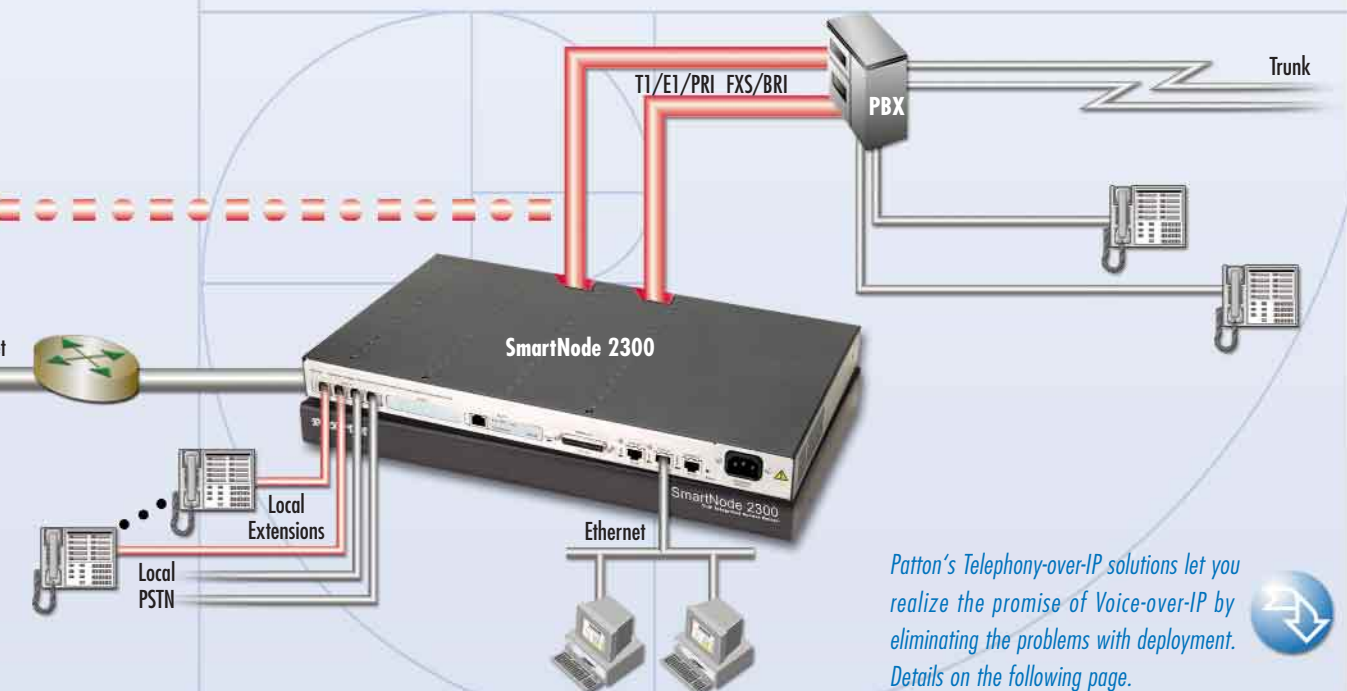 Trunk
T1/E1/PRI FXS/BRI
PBX
SmartNode 2300
t
SmartNode 2300
Local
Extensions
Ethernet
Local
PSTN
Patton's Telephony-over-IP solutions let you
realize the promise of Voice-over-IP by
eliminating the problems with deployment.
Details on the following page.